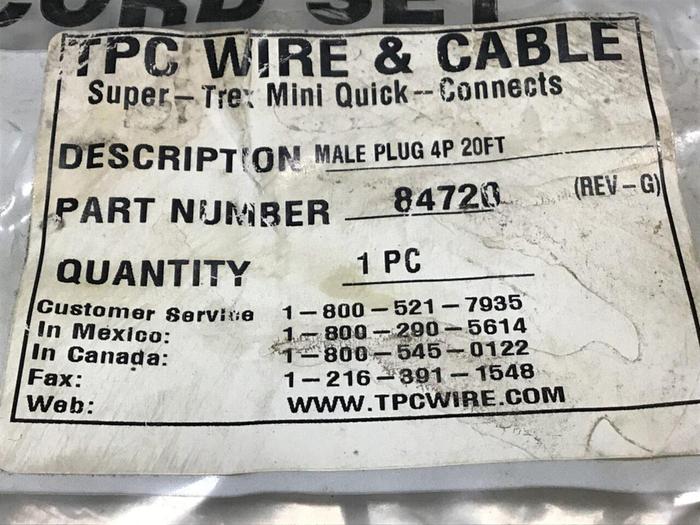 CORD SET
TPC WIRE & CABLE
Super-Trex Mini Quick--Connects
DESCRIPTION MALE PLUG 4P 20FT
PART NUMBER 84720 (REV-G)
QUANTITY 1 PC
Customer Service 1-800-521-7935
In Mexico: 1-800-290-5614
In Canada: 1-800-545-0122
Fax: 1-216-391-1548
Web: WWW.TPCWIRE.COM